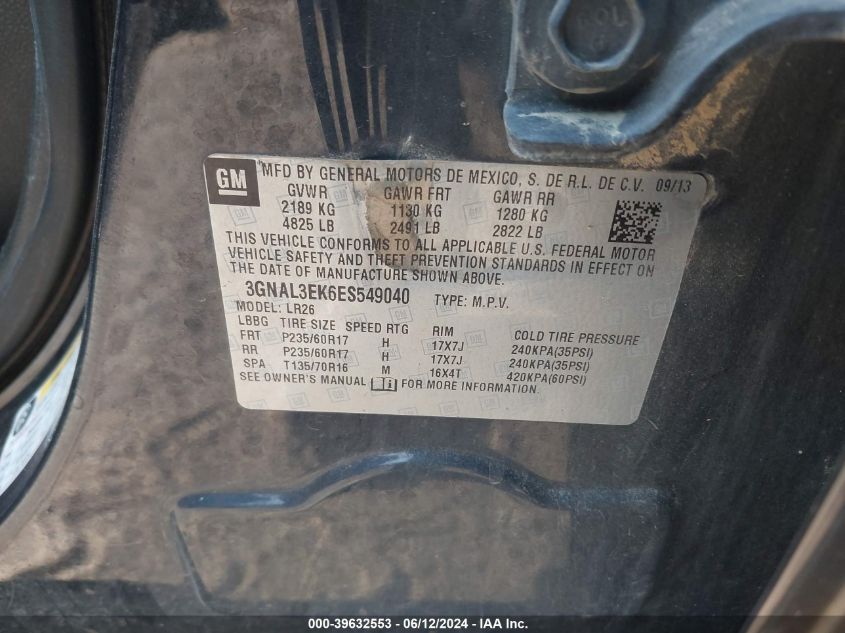 GM MFD BY GENERAL MOTORS DE MEXICO, S. DE R.L. DE C.V. 09/13
GVWR GAWR FRT GAWR RR
2189 KG 1130 KG 1280 KG
4825 LB 2491 LB 2822 LB
THIS VEHICLE CONFORMS TO ALL APPLICABLE U.S. FEDERAL MOTOR
VEHICLE SAFETY AND THEFT PREVENTION STANDARDS IN EFFECT ON
THE DATE OF MANUFACTURE SHOWN ABOVE.
3GNAL3EK6ES549040 TYPE: M.P.V.
MODEL: LR26
LBBG TIRE SIZE SPEED RTG RIM COLD TIRE PRESSURE
FRT P235/60R17 H 17X7J 240KPA(35PSI)
RR P235/60R17 H 17X7J 240KPA(35PSI)
SPA T135/70R16 M 16X4T 420KPA(60PSI)
SEE OWNER'S MANUAL i FOR MORE INFORMATION.
000-39632553 - 06/12/2024 - IAA Inc.